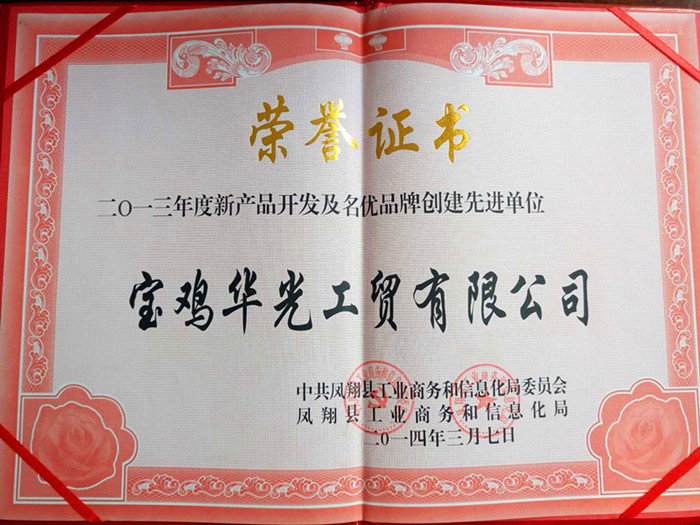 荣誉证书
二〇一三年度新产品开发及名优品牌创建先进单位
宝鸡华光工贸有限公司
中共凤翔县工业商务和信息化局委员会
凤翔县工业商务和信息化局
二〇一四年三月七日